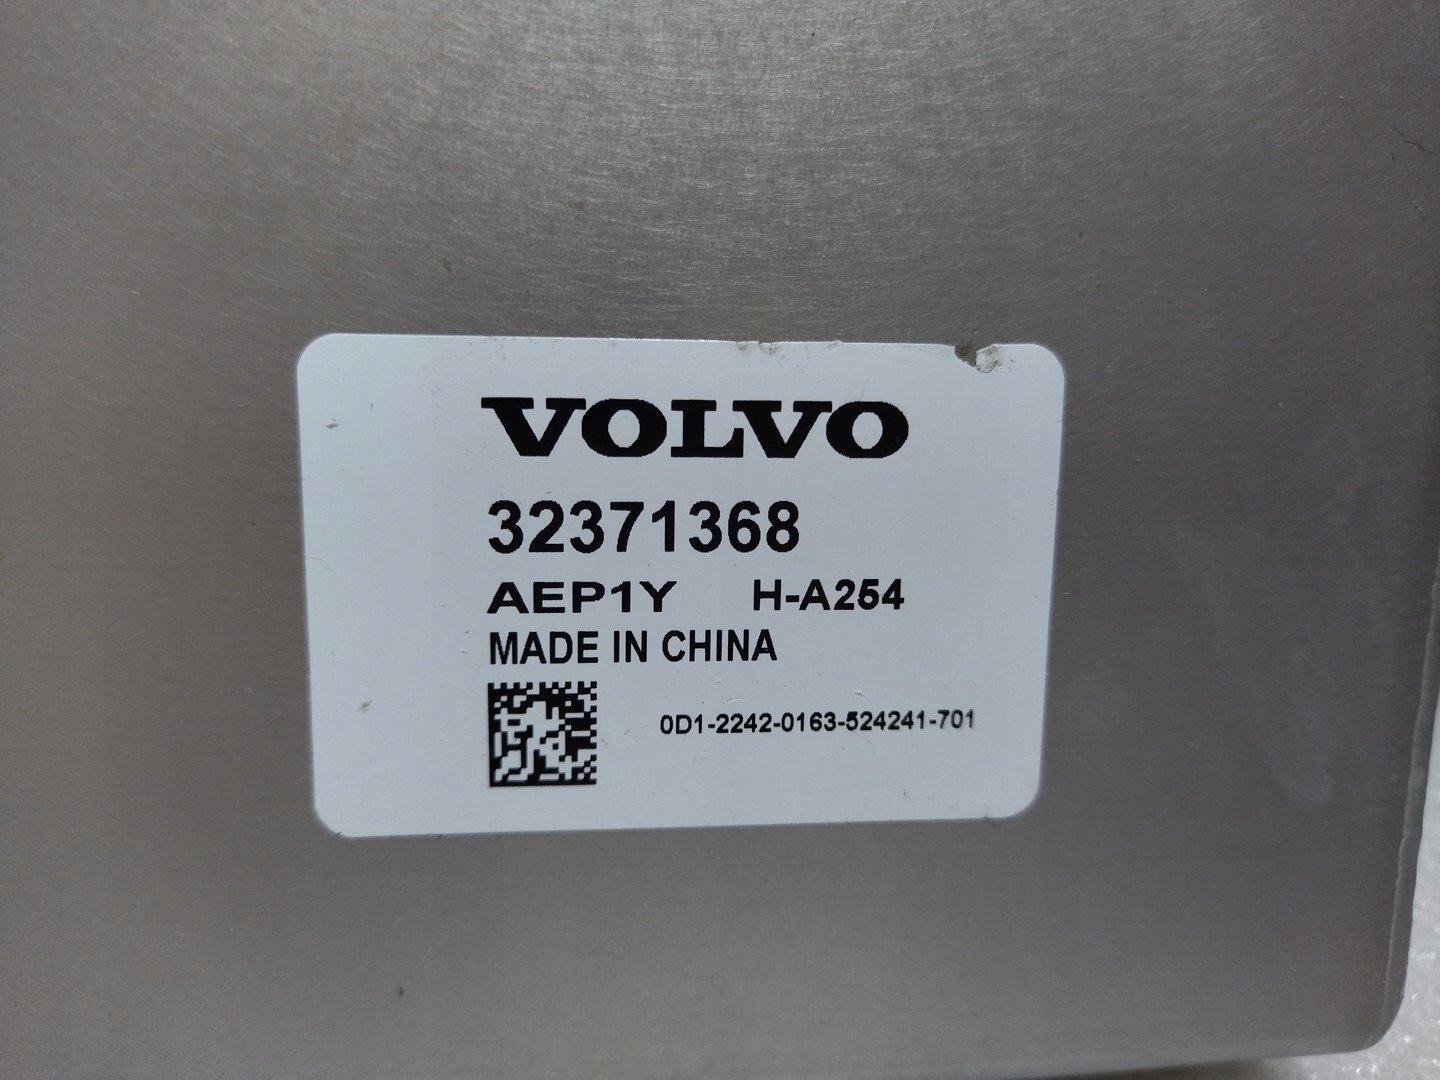 VOLVO
32371368
AEP1Y H-A254
MADE IN CHINA
0D1-2242-0163-524241-701